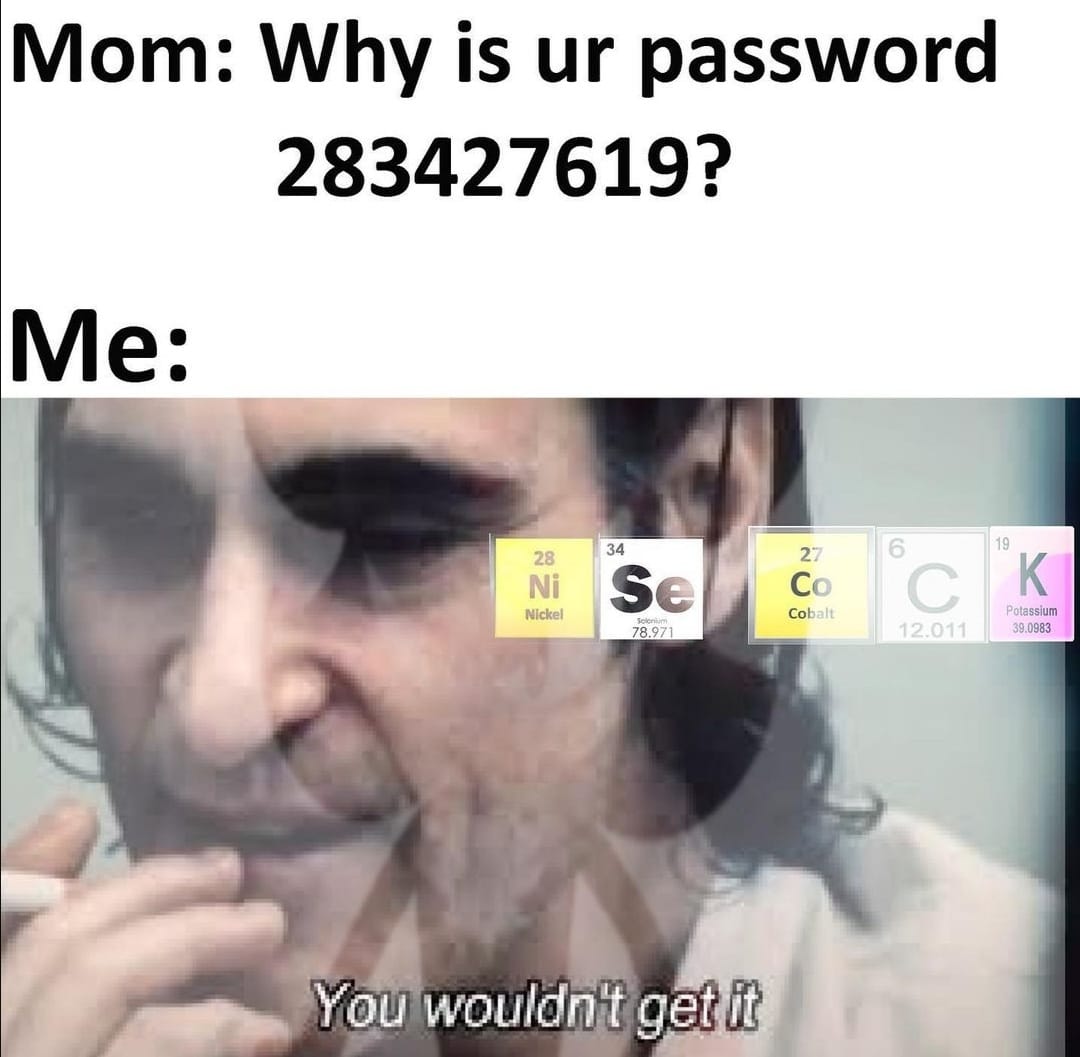 Mom: Why is ur password
283427619?
Me:
28
Ni
Nickel
34
Se
Selenium
78.971
27
Co
Cobalt
6
C
12.011
19
K
Potassium
39.0983
You wouldn't get it